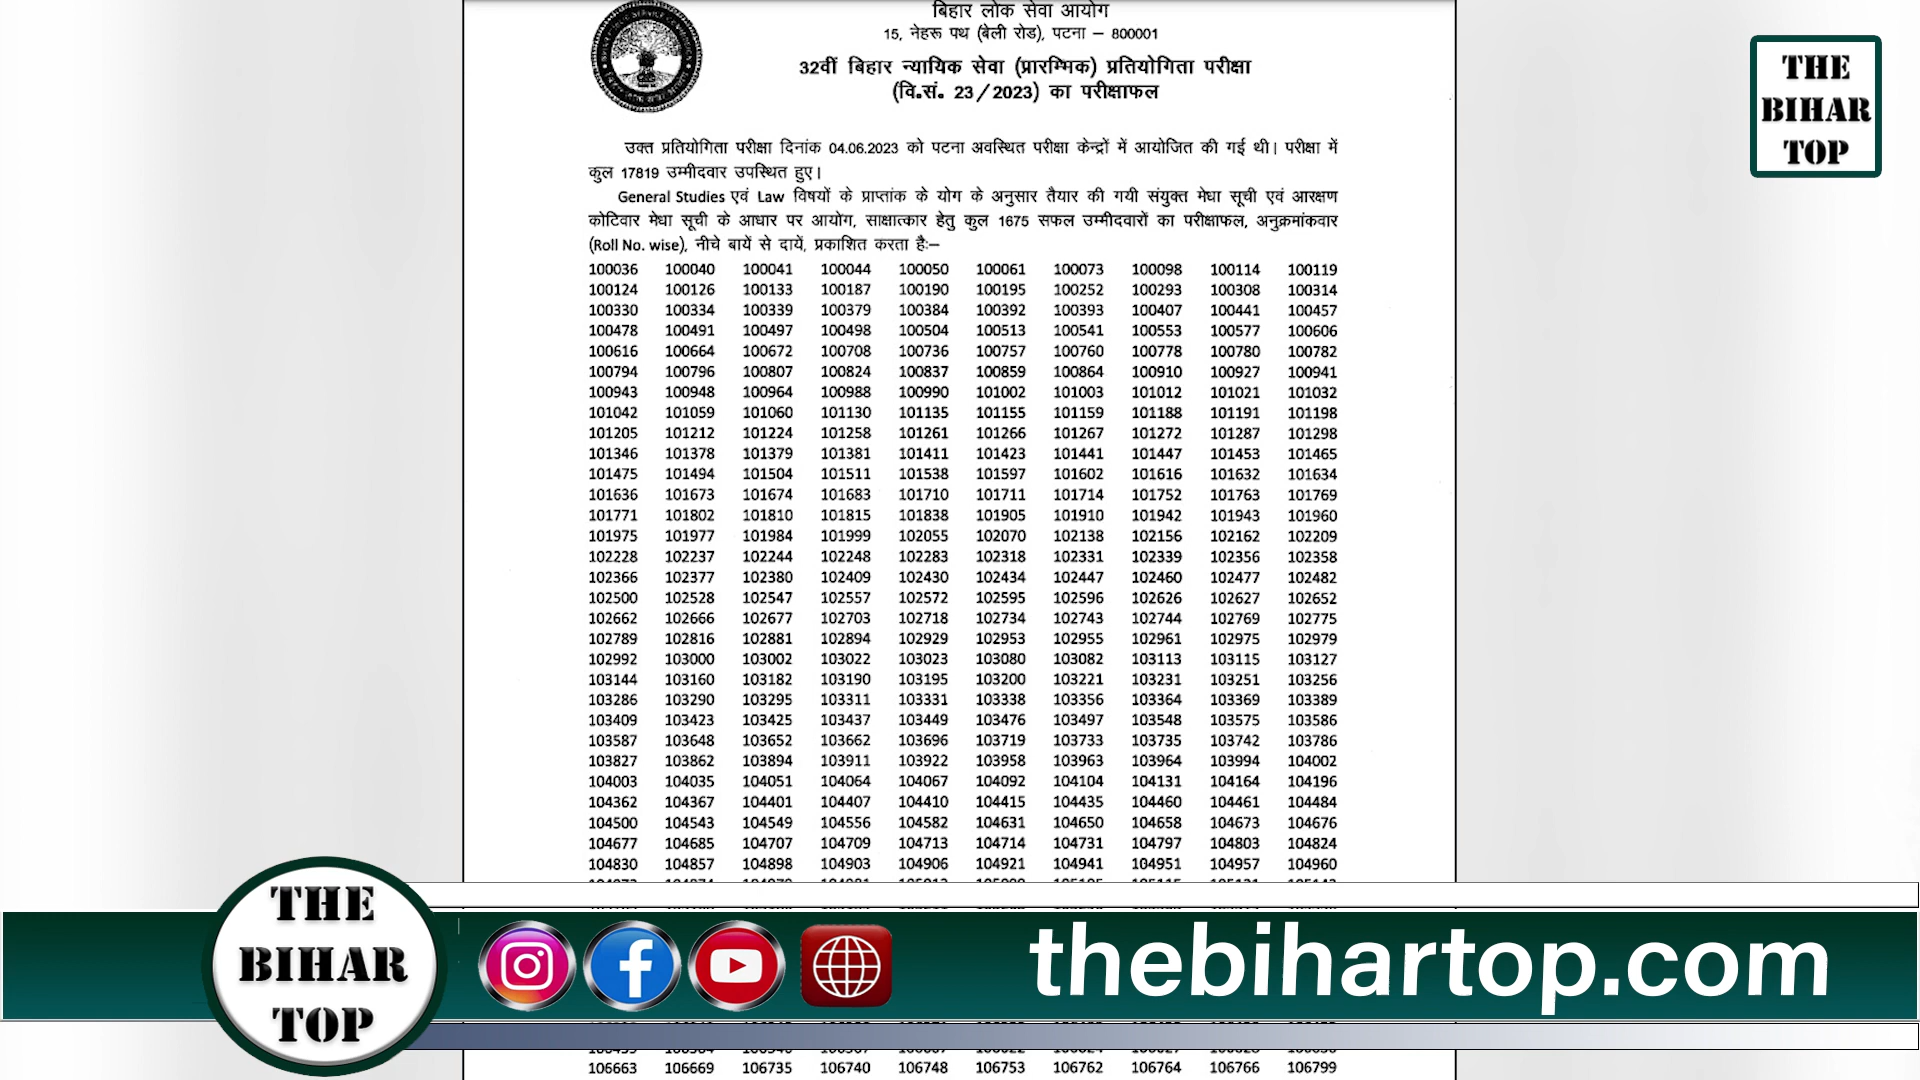 बिहार लोक सेवा आयोग
15, नेहरू पथ (बेली रोड), पटना – 800001
32वीं बिहार न्यायिक सेवा (प्रारम्भिक) प्रतियोगिता परीक्षा
(वि.सं. 23/2023) का परीक्षाफल
THE
BIHAR
TOP
उक्त प्रतियोगिता परीक्षा दिनांक 04.06.2023 को पटना अवस्थित परीक्षा केन्द्रों में आयोजित की गई थी। परीक्षा में
कुल 17819 उम्मीदवार उपस्थित हुए।
General Studies एवं Law विषयों के प्राप्तांक के योग के अनुसार तैयार की गयी संयुक्त मेधा सूची एवं आरक्षण
कोटिवार मेधा सूची के आधार पर आयोग, साक्षात्कार हेतु कुल 1675 सफल उम्मीदवारों का परीक्षाफल, अनुक्रमांकवार
(Roll No. wise), नीचे बायें से दायें, प्रकाशित करता है:–
100036 100040 100041 100044 100050 100061 100073 100098 100114 100119
100124 100126 100133 100187 100190 100195 100252 100293 100308 100314
100330 100334 100339 100379 100384 100392 100393 100407 100441 100457
100478 100491 100497 100498 100504 100513 100541 100553 100577 100606
100616 100664 100672 100708 100736 100757 100760 100778 100780 100782
100794 100796 100807 100824 100837 100859 100864 100910 100927 100941
100943 100948 100964 100988 100990 101002 101003 101012 101021 101032
101042 101059 101060 101130 101135 101155 101159 101188 101191 101198
101205 101212 101224 101258 101261 101266 101267 101272 101287 101298
101346 101378 101379 101381 101411 101423 101441 101447 101453 101465
101475 101494 101504 101511 101538 101597 101602 101616 101632 101634
101636 101673 101674 101683 101710 101711 101714 101752 101763 101769
101771 101802 101810 101815 101838 101905 101910 101942 101943 101960
101975 101977 101984 101999 102055 102070 102138 102156 102162 102209
102228 102237 102244 102248 102283 102318 102331 102339 102356 102358
102366 102377 102380 102409 102430 102434 102447 102460 102477 102482
102500 102528 102547 102557 102572 102595 102596 102626 102627 102652
102662 102666 102677 102703 102718 102734 102743 102744 102769 102775
102789 102816 102881 102894 102929 102953 102955 102961 102975 102979
102992 103000 103002 103022 103023 103080 103082 103113 103115 103127
103144 103160 103182 103190 103195 103200 103221 103231 103251 103256
103286 103290 103295 103311 103331 103338 103356 103364 103369 103389
103409 103423 103425 103437 103449 103476 103497 103548 103575 103586
103587 103648 103652 103662 103696 103719 103733 103735 103742 103786
103827 103862 103894 103911 103922 103958 103963 103964 103994 104002
104003 104035 104051 104064 104067 104092 104104 104131 104164 104196
104362 104367 104401 104407 104410 104415 104435 104460 104461 104484
104500 104543 104549 104556 104582 104631 104650 104658 104673 104676
104677 104685 104707 104709 104713 104714 104731 104797 104803 104824
104830 104857 104898 104903 104906 104921 104941 104951 104957 104960
THE
BIHAR
TOP
thebihartop.com
106663 106669 106735 106740 106748 106753 106762 106764 106766 106799